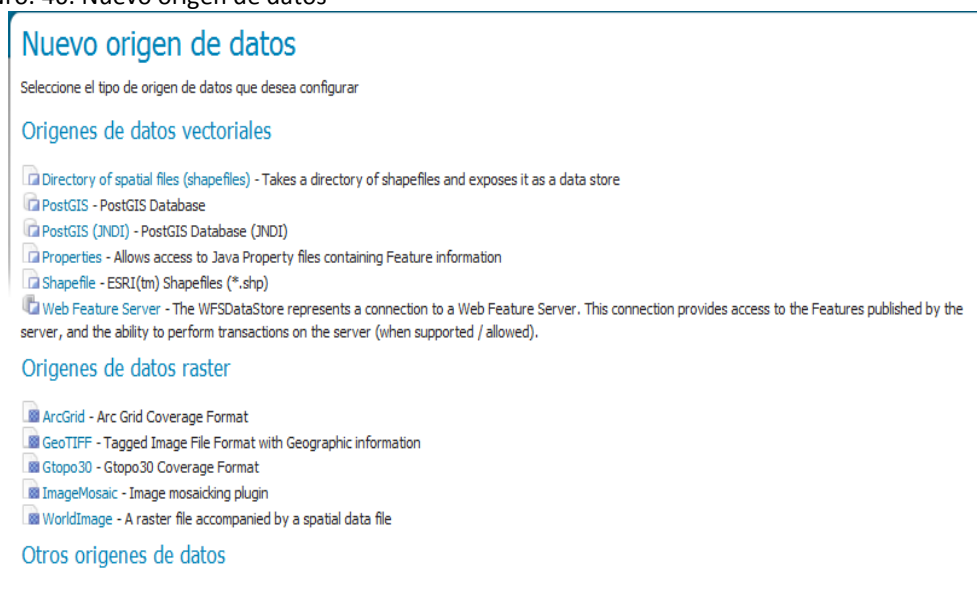 40. Nuevo origen de datos
Nuevo origen de datos
Seleccione el tipo de origen de datos que desea configurar
Origenes de datos vectoriales
Directory of spatial files (shapefiles) - Takes a directory of shapefiles and exposes it as a data store
PostGIS - PostGIS Database
PostGIS (JNDI) - PostGIS Database (JNDI)
Properties - Allows access to Java Property files containing Feature information
Shapefile - ESRI(tm) Shapefiles (*.shp)
Web Feature Server - The WFSDataStore represents a connection to a Web Feature Server. This connection provides access to the Features published by the
server, and the ability to perform transactions on the server (when supported / allowed).
Origenes de datos raster
ArcGrid - Arc Grid Coverage Format
GeoTIFF - Tagged Image File Format with Geographic information
Gtopo30 - Gtopo30 Coverage Format
ImageMosaic - Image mosaicking plugin
WorldImage - A raster file accompanied by a spatial data file
Otros origenes de datos